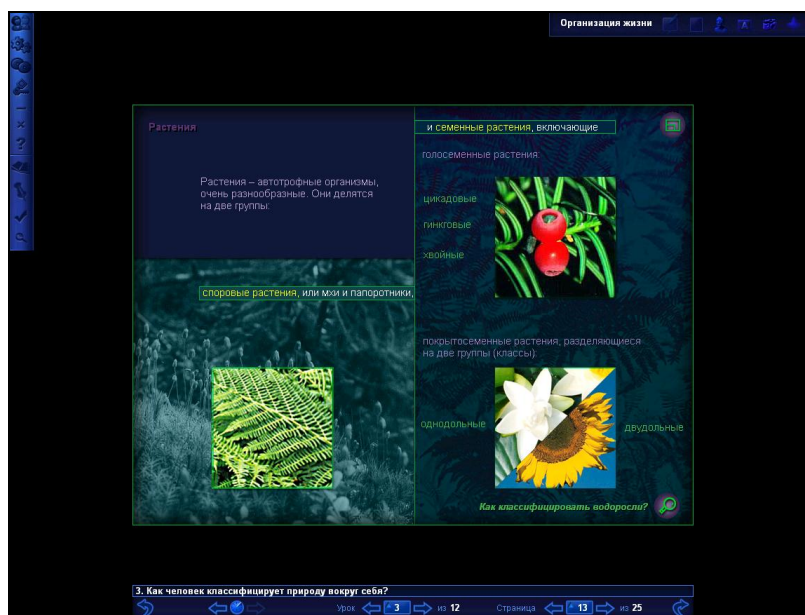 Организация жизни
Растения
Растения – автотрофные организмы,
очень разнообразные. Они делятся
на две группы:
споровые растения, или мхи и папоротники,
и семенные растения, включающие
голосеменные растения:
цикадовые
гинкговые
хвойные
покрытосеменные растения, разделяющиеся
на две группы (классы):
однодольные
двудольные
Как классифицировать водоросли?
3. Как человек классифицирует природу вокруг себя?
Урок 3 из 12 Страница 13 из 25